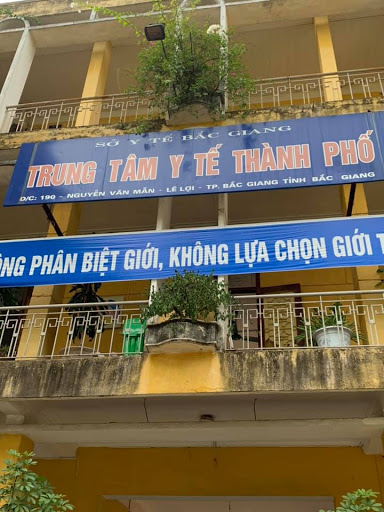 SỞ Y TẾ BẮC GIANG
TRUNG TÂM Y TẾ THÀNH PHỐ
Đ/C: 190 - NGUYỄN VĂN MẪN - LÊ LỢI - TP. BẮC GIANG TỈNH BẮC GIANG
PHÂN BIỆT GIỚI, KHÔNG LỰA CHỌN GIỚI